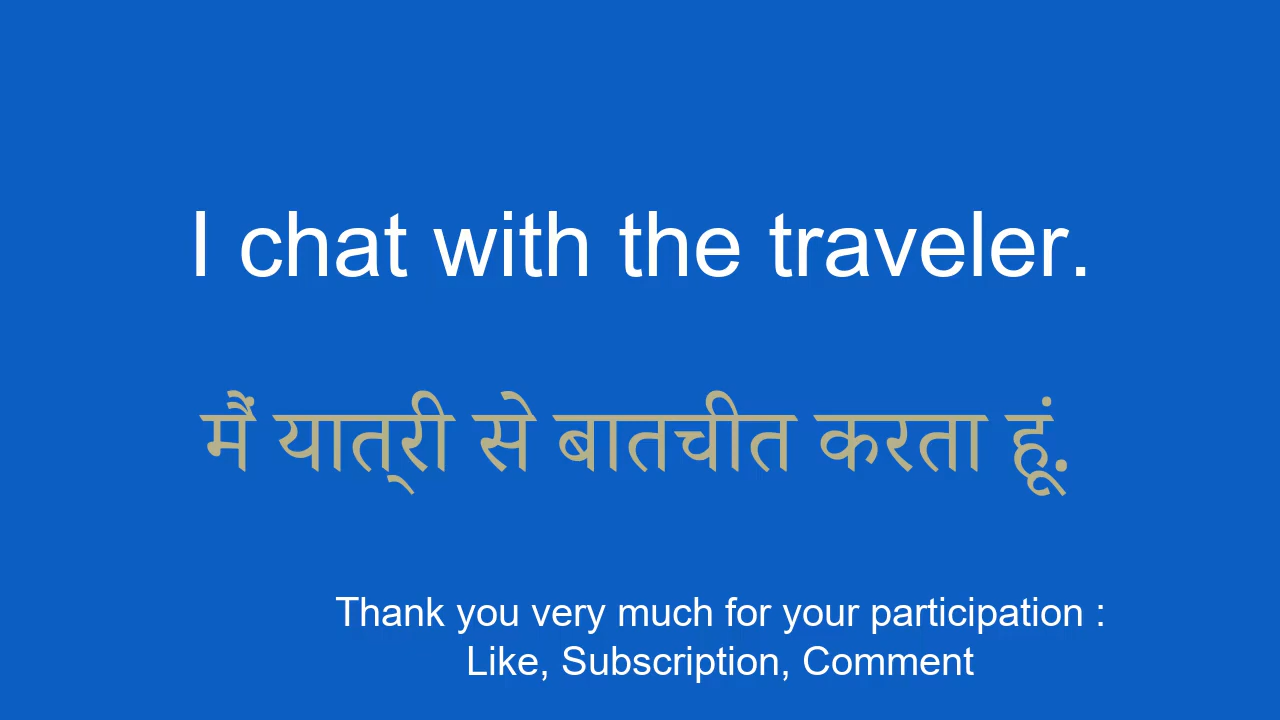 I chat with the traveler.
मैं यात्री से बातचीत करता हूं.
Thank you very much for your participation :
Like, Subscription, Comment